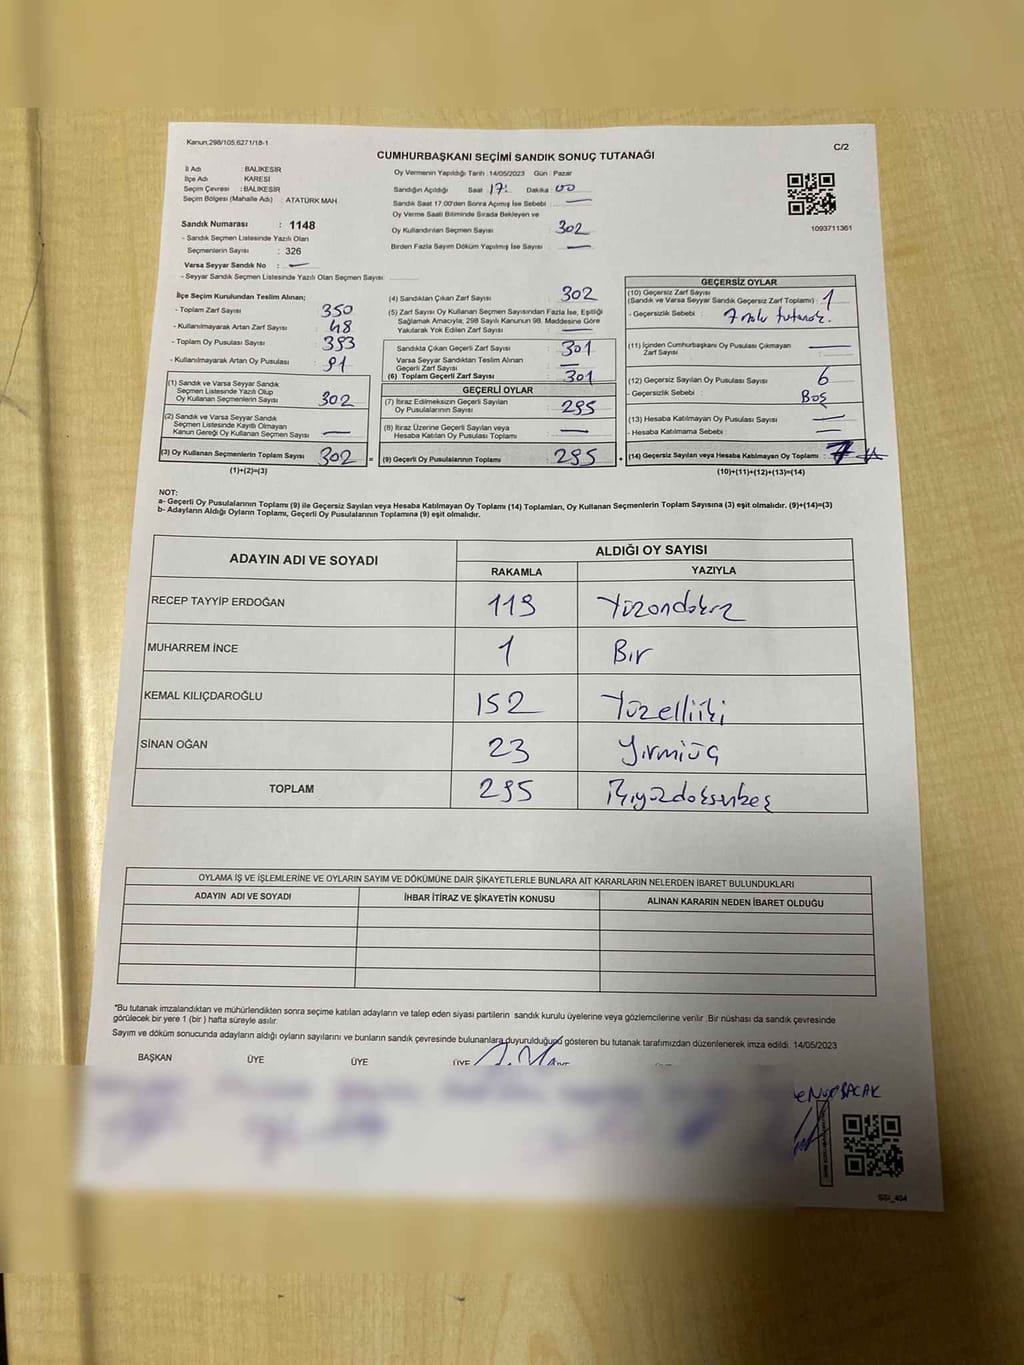 Kanun;298/105;6271/18-1
C/2
CUMHURBAŞKANI SEÇİMİ SANDIK SONUÇ TUTANAĞI
İl Adı : BALIKESİR
İlçe Adı : KARESİ
Seçim Çevresi : BALIKESİR
Seçim Bölgesi (Mahalle Adı) : ATATÜRK MAH.
Sandık Numarası : 1148
- Sandık Seçmen Listesinde Yazılı Olan
Seçmenlerin Sayısı : 326
Varsa Seyyar Sandık No : —
- Seyyar Sandık Seçmen Listesinde Yazılı Olan Seçmen Sayısı
Oy Vermenin Yapıldığı Tarih :14/05/2023 Gün : Pazar
Sandığın Açıldığı Saat : 17: Dakika : 00
Sandık Saat 17:00'den Sonra Açımış İse Sebebi : —
Oy Verme Saati Bitiminde Sırada Bekleyen ve
Oy Kullandırılan Seçmen Sayısı : 302
Birden Fazla Sayım Döküm Yapılmış İse Sayısı : —
1093711361
İlçe Seçim Kurulundan Teslim Alınan;
- Toplam Zarf Sayısı : 350
- Kullanılmayarak Artan Zarf Sayısı : 48
- Toplam Oy Pusulası : 393
- Kullanılmayarak Artan Oy Pusulası : 91
(1) Sandık ve Varsa Seyyar Sandık
Seçmen Listesinde Yazılı Olup
Oy Kullanan Seçmenlerin Sayısı : 302
(2) Sandık ve Varsa Seyyar Sandık
Seçmen Listesinde Kayıtlı Olmayan
Kanun Gereği Oy Kullanan Seçmen Sayısı : —
(3) Oy Kullanan Seçmenlerin Toplam Sayısı : 302 =
(1)+(2)=(3)
(4) Sandıktan Çıkan Zarf Sayısı : 302
(5) Zarf Sayısı Oy Kullanan Seçmen Sayısından Fazla İse, Eşitliği
Sağlamak Amacıyla; 298 Sayılı Kanunun 98. Maddesine Göre
Yakılarak Yok Edilen Zarf Sayısı : —
Sandıkta Çıkan Geçerli Zarf Sayısı : 301
Varsa Seyyar Sandıktan Teslim Alınan
Geçerli Zarf Sayısı : —
(6) Toplam Geçerli Zarf Sayısı : 301
GEÇERLİ OYLAR
(7) İtiraz Edilmeksizin Geçerli Sayılan
Oy Pusulalarının Sayısı : 295
(8) İtiraz Üzerine Geçerli Sayılan veya
Hesaba Katılan Oy Pusulası Toplamı : —
(9) Geçerli Oy Pusulalarının Toplamı : 295 +
GEÇERSİZ OYLAR
(10) Geçersiz Zarf Sayısı
(Sandık ve Varsa Seyyar Sandık Geçersiz Zarf Toplamı) : 1
- Geçersizlik Sebebi : 7 nolu tutanak.
(11) İçinden Cumhurbaşkanı Oy Pusulası Çıkmayan
Zarf Sayısı : —
(12) Geçersiz Sayılan Oy Pusulası Sayısı : 6
- Geçersizlik Sebebi : Boş
(13) Hesaba Katılmayan Oy Pusulası Sayısı : —
- Hesaba Katılmama Sebebi : —
(14) Geçersiz Sayılan veya Hesaba Katılmayan Oy Toplamı : 7
(10)+(11)+(12)+(13)=(14)
NOT:
a- Geçerli Oy Pusulalarının Toplamı (9) ile Geçersiz Sayılan veya Hesaba Katılmayan Oy Toplamı (14) Toplamları, Oy Kullanan Seçmenlerin Toplam Sayısına (3) eşit olmalıdır. (9)+(14)=(3)
b- Adayların Aldığı Oyların Toplamı, Geçerli Oy Pusulalarının Toplamına (9) eşit olmalıdır.
ADAYIN ADI VE SOYADI
ALDIĞI OY SAYISI
RAKAMLA YAZIYLA
RECEP TAYYİP ERDOĞAN 119 Yüzondokuz
MUHARREM İNCE 1 Bir
KEMAL KILIÇDAROĞLU 152 Yüzelliiki
SİNAN OĞAN 23 Yirmiüç
TOPLAM 295 İkiyüzdoksanbeş
OYLAMA İŞ VE İŞLEMLERİNE VE OYLARIN SAYIM VE DÖKÜMÜNE DAİR ŞİKAYETLERLE BUNLARA AİT KARARLARIN NELERDEN İBARET BULUNDUKLARI
ADAYIN ADI VE SOYADI İHBAR İTİRAZ VE ŞİKAYETİN KONUSU ALINAN KARARIN NEDEN İBARET OLDUĞU
*Bu tutanak imzalandıktan ve mühürlendikten sonra seçime katılan adayların ve talep eden siyasi partilerin sandık kurulu üyelerine veya gözlemcilerine verilir .Bir nüshası da sandık çevresinde
görülecek bir yere 1 (bir ) hafta süreyle asılır.
Sayım ve döküm sonucunda adayların aldığı oyların sayılarını ve bunların sandık çevresinde bulunanlara duyurulduğunu gösteren bu tutanak tarafımızdan düzenlenerek imza edildi. 14/05/2023
BAŞKAN ÜYE ÜYE ÜYE
BACAK
SSI_404